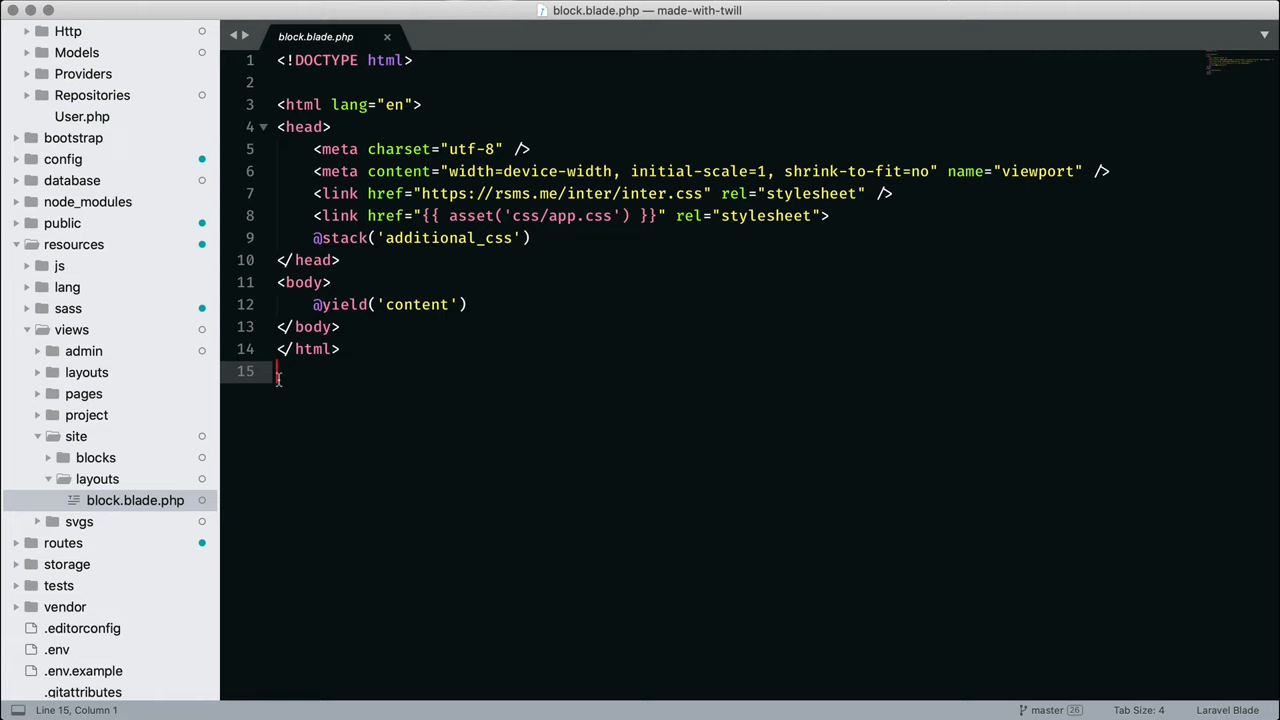 block.blade.php — made-with-twill
Http
Models
Providers
Repositories
User.php
bootstrap
config
database
node_modules
public
resources
js
lang
sass
views
admin
layouts
pages
project
site
blocks
layouts
block.blade.php
svgs
routes
storage
tests
vendor
.editorconfig
.env
.env.example
.gitattributes
block.blade.php
1 <!DOCTYPE html>
2
3 <html lang="en">
4 <head>
5 <meta charset="utf-8" />
6 <meta content="width=device-width, initial-scale=1, shrink-to-fit=no" name="viewport" />
7 <link href="https://rsms.me/inter/inter.css" rel="stylesheet" />
8 <link href="{{ asset('css/app.css') }}" rel="stylesheet">
9 @stack('additional_css')
10 </head>
11 <body>
12 @yield('content')
13 </body>
14 </html>
15
Line 15, Column 1
master 26
Tab Size: 4
Laravel Blade